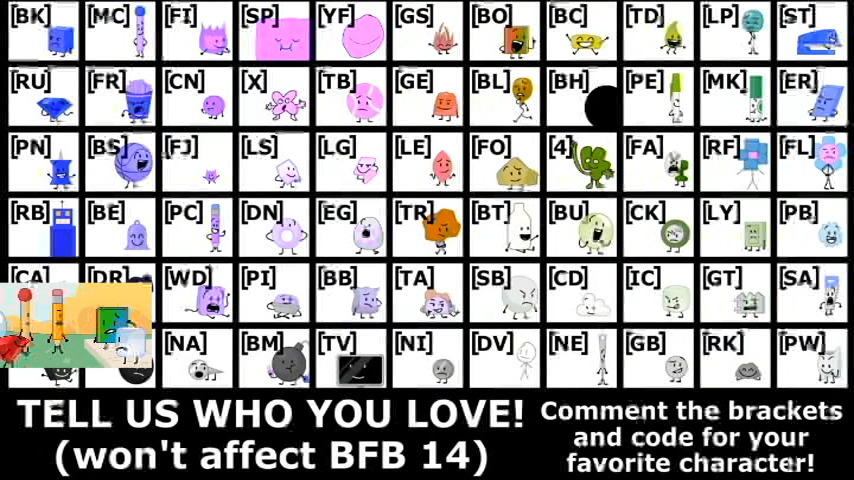 [BK] [MC] [FI] [SP] [YF] [GS] [BO] [BC] [TD] [LP] [ST]
[RU] [FR] [CN] [X] [TB] [GE] [BL] [BH] [PE] [MK] [ER]
[PN] [BS] [FJ] [LS] [LG] [LE] [FO] [4] [FA] [RF] [FL]
[RB] [BE] [PC] [DN] [EG] [TR] [BT] [BU] [CK] [LY] [PB]
[CA] [DR] [WD] [PI] [BB] [TA] [SB] [CD] [IC] [GT] [SA]
[NA] [BM] [TV] [NI] [DV] [NE] [GB] [RK] [PW]
TELL US WHO YOU LOVE!
(won't affect BFB 14)
Comment the brackets
and code for your
favorite character!